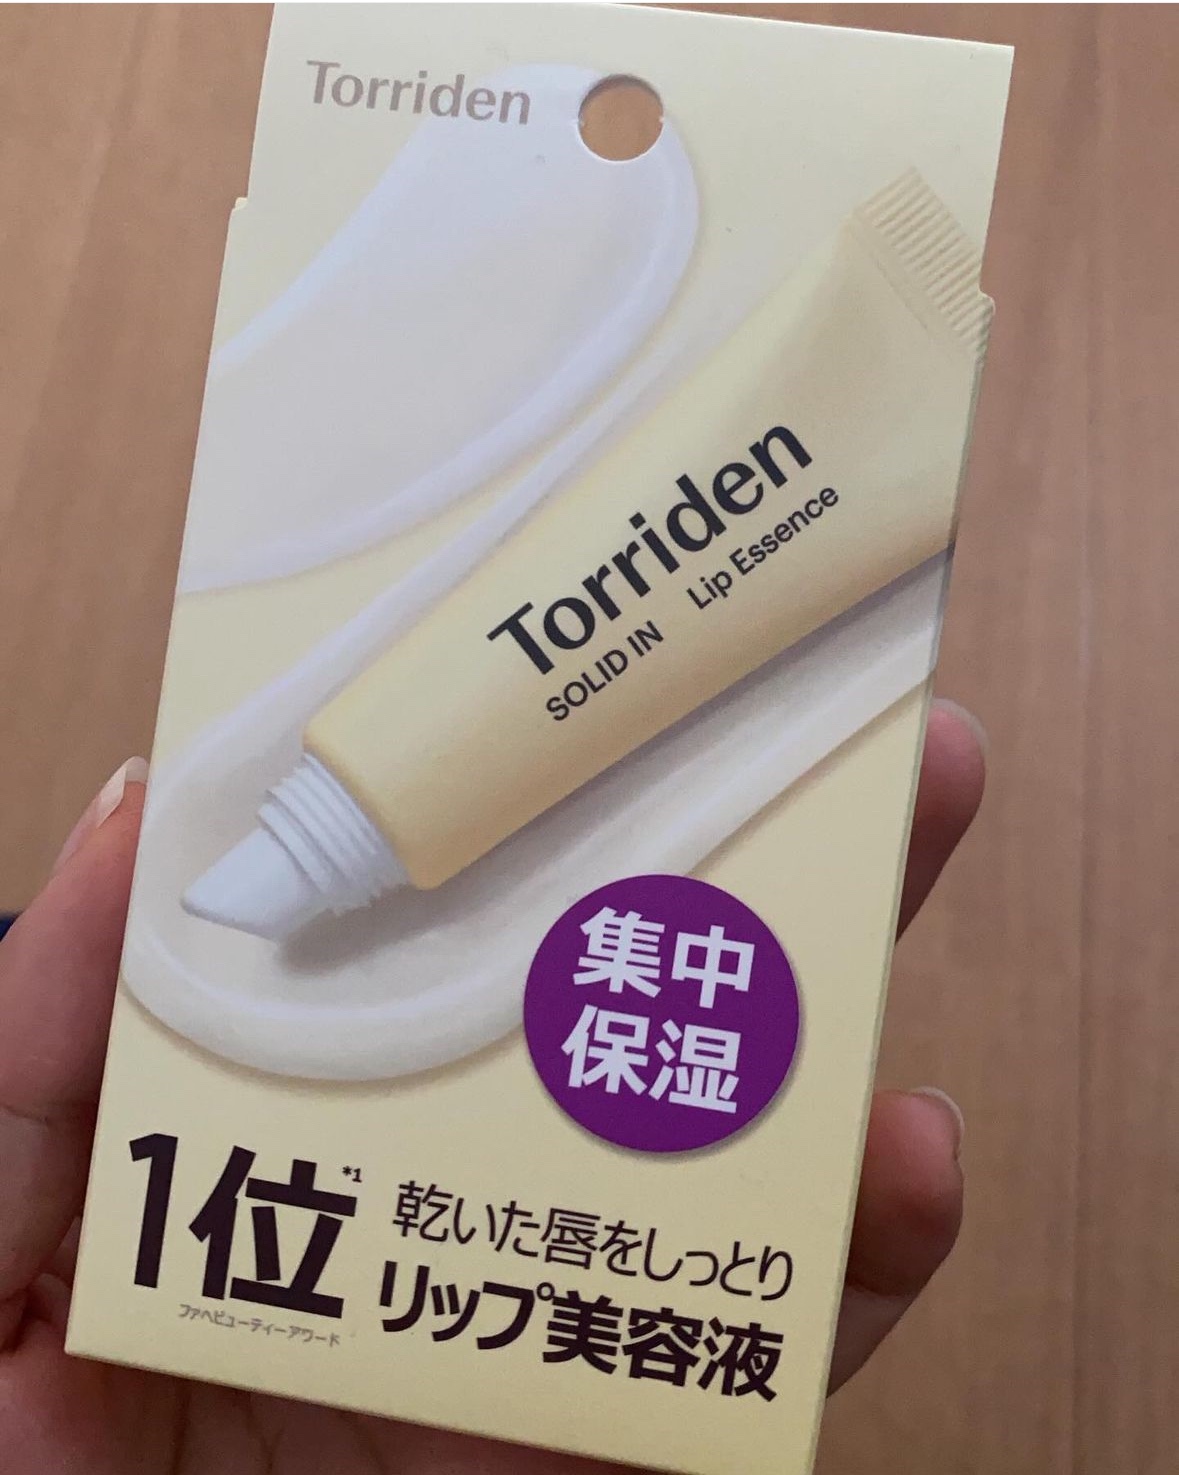 Torriden
Torriden
SOLID IN Lip Essence
集中
保湿
1位*1
ファヘビューティーアワード
乾いた唇をしっとり
リップ美容液